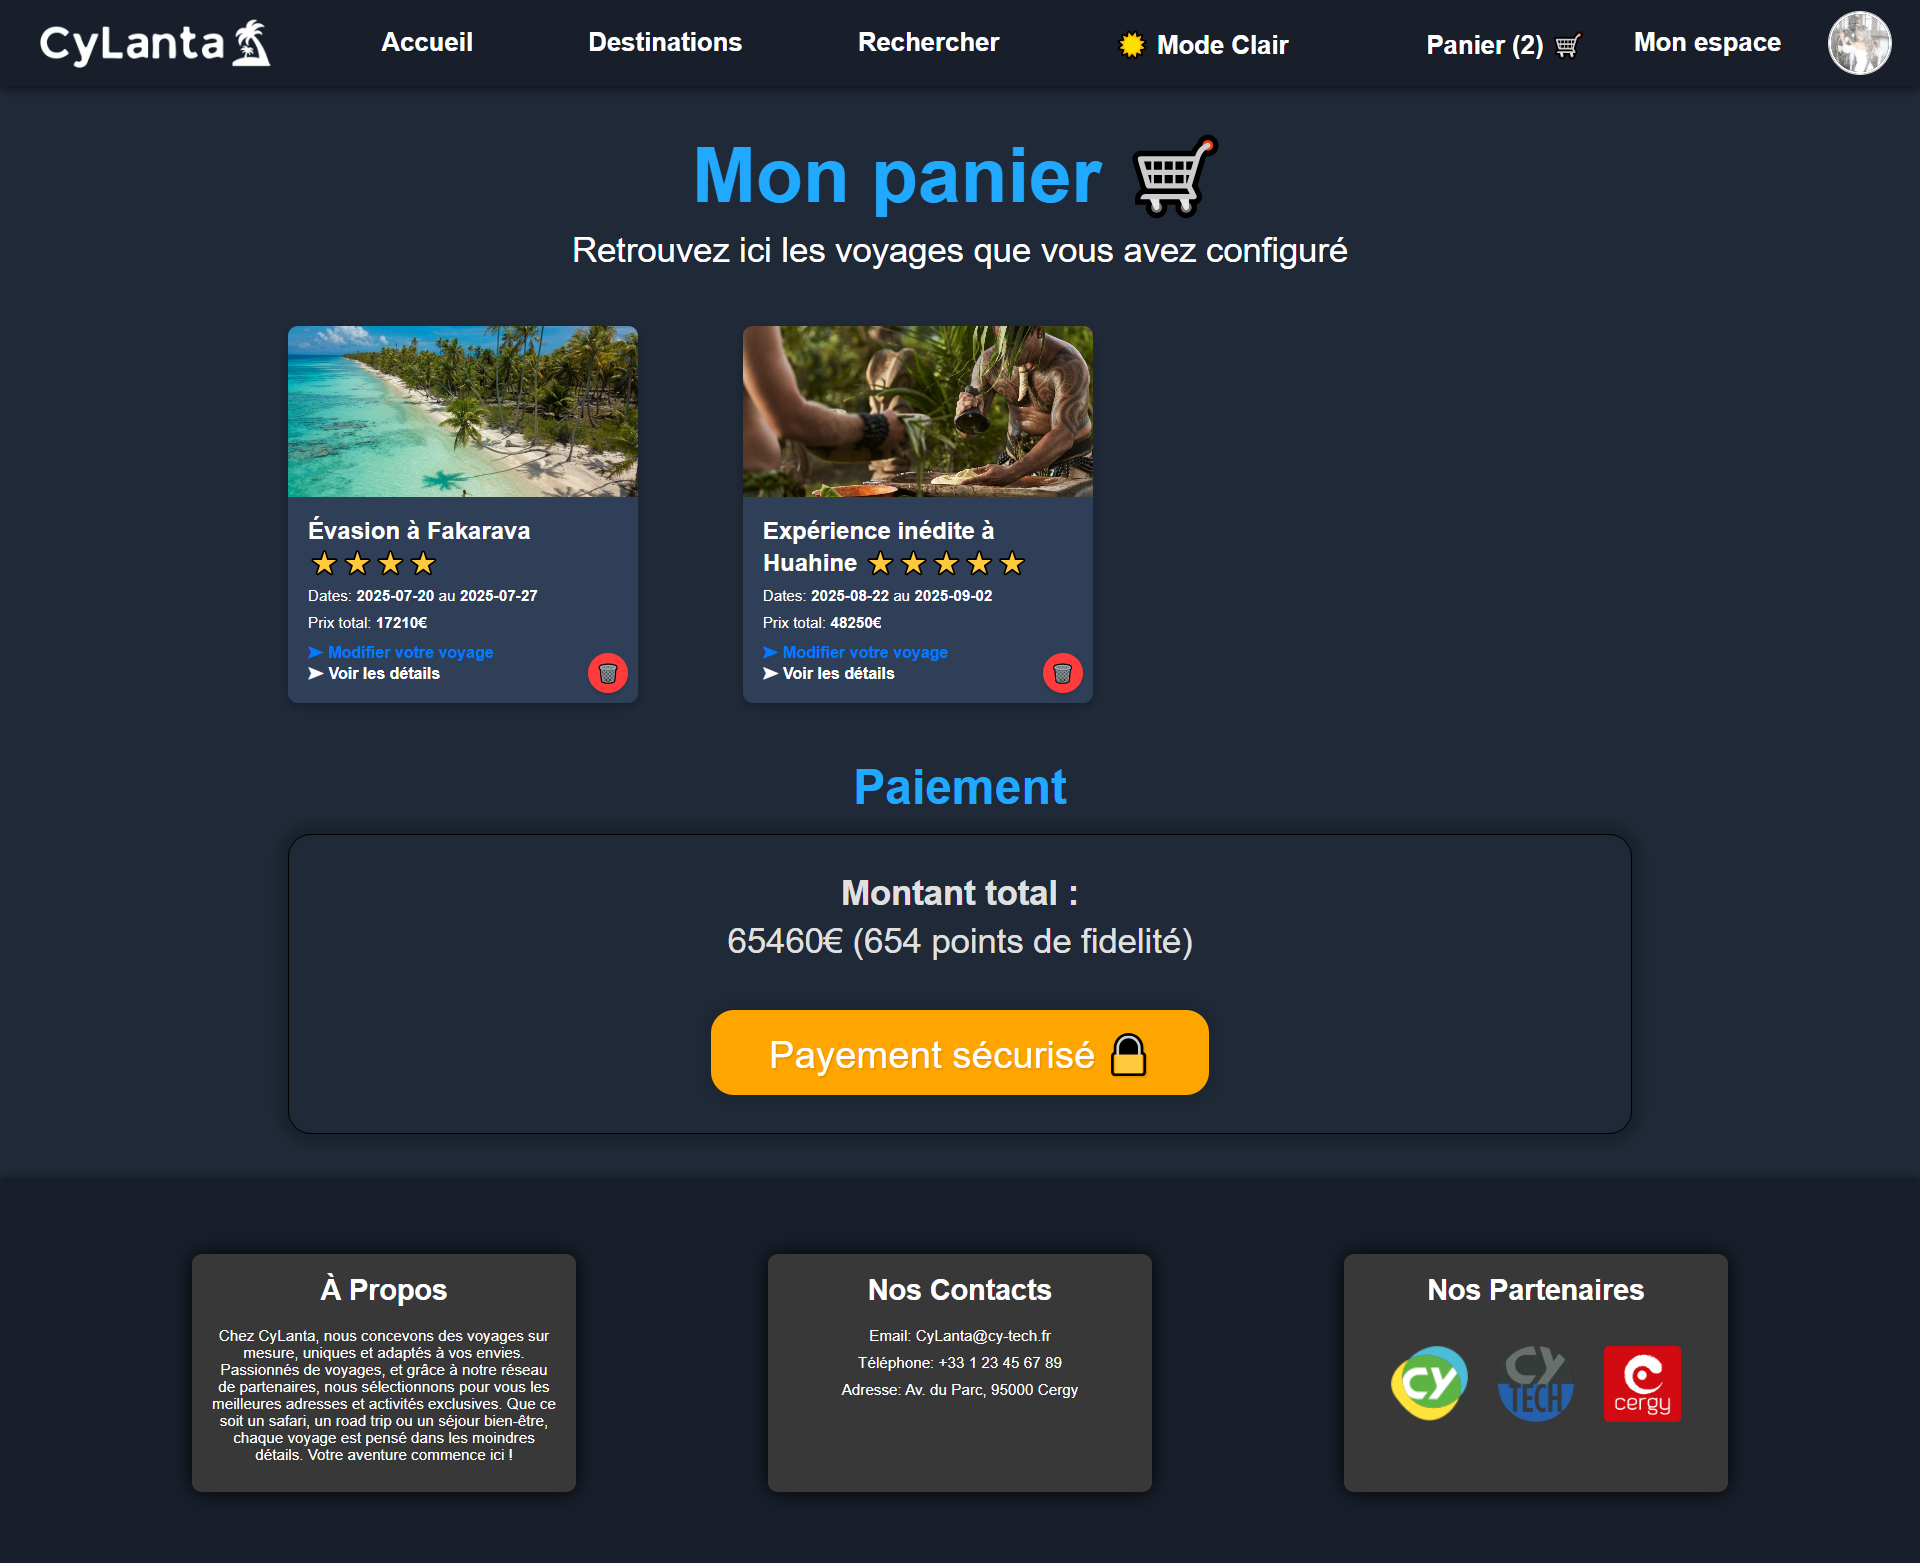 CyLanta
Accueil
Destinations
Rechercher
Mode Clair
Panier (2)
Mon espace
Mon panier
Retrouvez ici les voyages que vous avez configuré
Évasion à Fakarava
Dates: 2025-07-20 au 2025-07-27
Prix total: 17210€
➤ Modifier votre voyage
➤ Voir les détails
Expérience inédite à
Huahine
Dates: 2025-08-22 au 2025-09-02
Prix total: 48250€
➤ Modifier votre voyage
➤ Voir les détails
Paiement
Montant total :
65460€ (654 points de fidelité)
Payement sécurisé
À Propos
Chez CyLanta, nous concevons des voyages sur
mesure, uniques et adaptés à vos envies.
Passionnés de voyages, et grâce à notre réseau
de partenaires, nous sélectionnons pour vous les
meilleures adresses et activités exclusives. Que ce
soit un safari, un road trip ou un séjour bien-être,
chaque voyage est pensé dans les moindres
détails. Votre aventure commence ici !
Nos Contacts
Email: CyLanta@cy-tech.fr
Téléphone: +33 1 23 45 67 89
Adresse: Av. du Parc, 95000 Cergy
Nos Partenaires
CY
CY
TECH
cergy